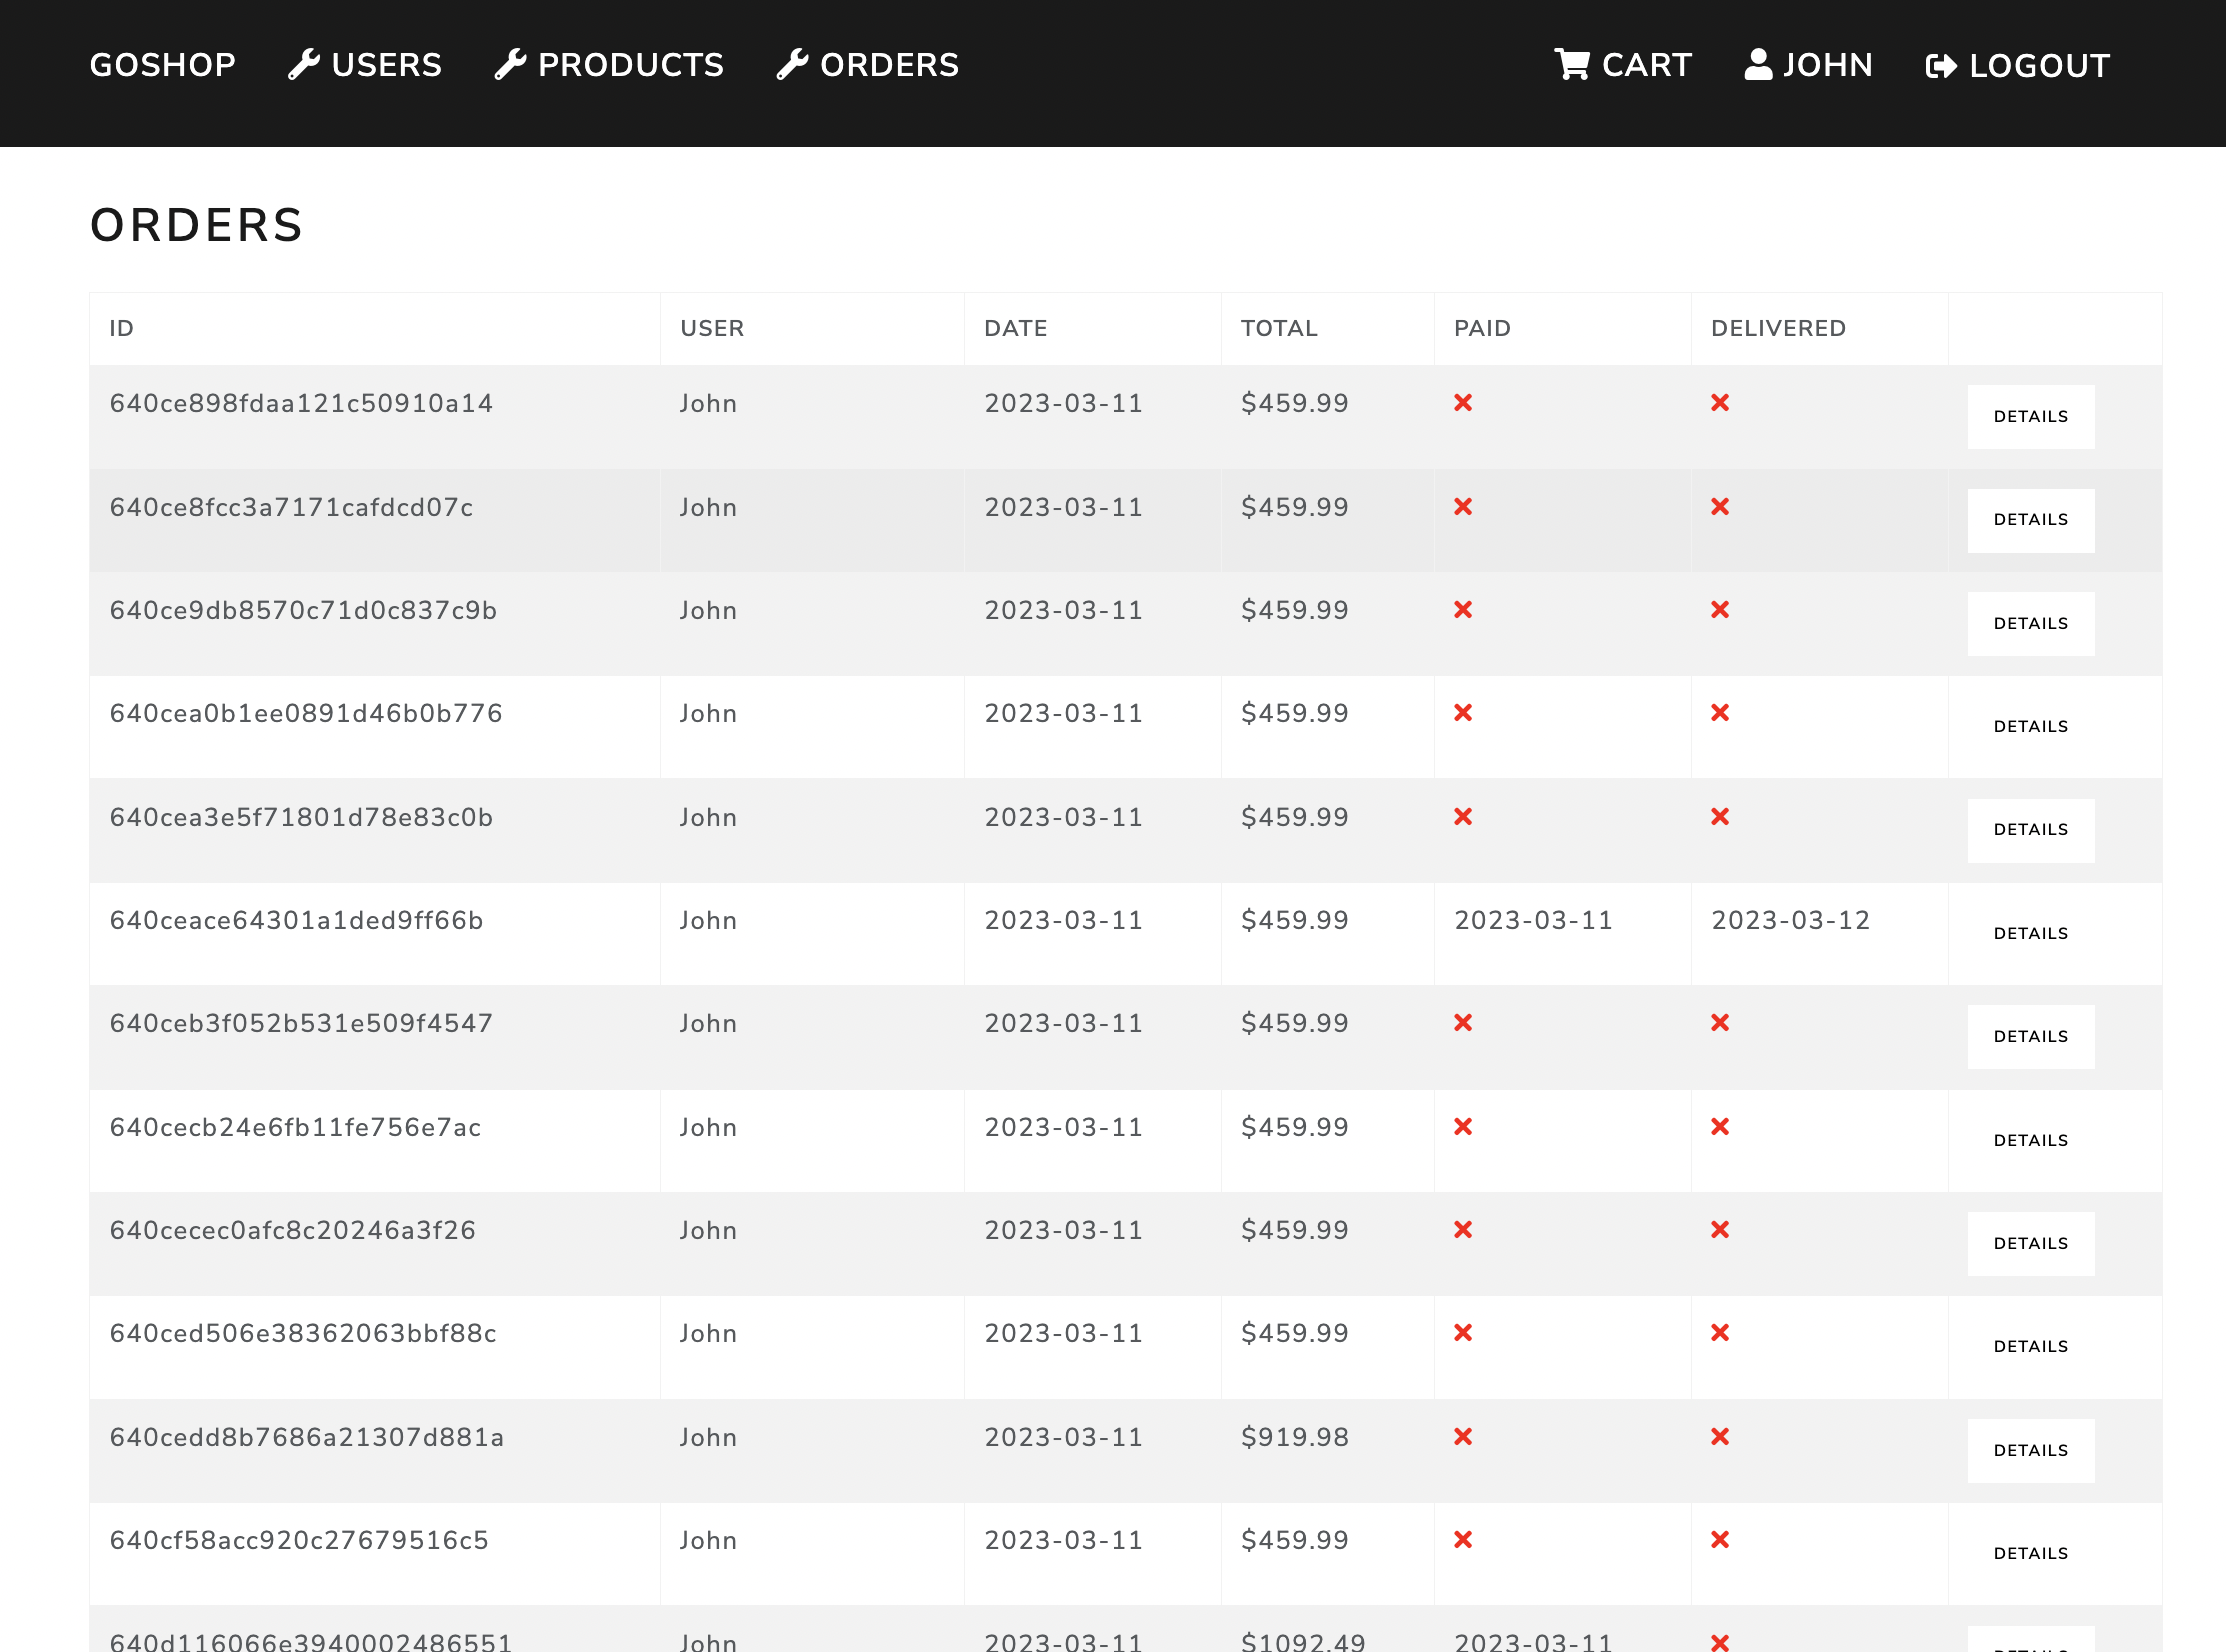 GOSHOP USERS PRODUCTS ORDERS CART JOHN LOGOUT
ORDERS
ID USER DATE TOTAL PAID DELIVERED
640ce898fdaa121c50910a14 John 2023-03-11 $459.99 DETAILS
640ce8fcc3a7171cafdcd07c John 2023-03-11 $459.99 DETAILS
640ce9db8570c71d0c837c9b John 2023-03-11 $459.99 DETAILS
640cea0b1ee0891d46b0b776 John 2023-03-11 $459.99 DETAILS
640cea3e5f71801d78e83c0b John 2023-03-11 $459.99 DETAILS
640ceace64301a1ded9ff66b John 2023-03-11 $459.99 2023-03-11 2023-03-12 DETAILS
640ceb3f052b531e509f4547 John 2023-03-11 $459.99 DETAILS
640cecb24e6fb11fe756e7ac John 2023-03-11 $459.99 DETAILS
640cecec0afc8c20246a3f26 John 2023-03-11 $459.99 DETAILS
640ced506e38362063bbf88c John 2023-03-11 $459.99 DETAILS
640cedd8b7686a21307d881a John 2023-03-11 $919.98 DETAILS
640cf58acc920c27679516c5 John 2023-03-11 $459.99 DETAILS
640d116066e3940002486551 John 2023-03-11 $1092.49 2023-03-11